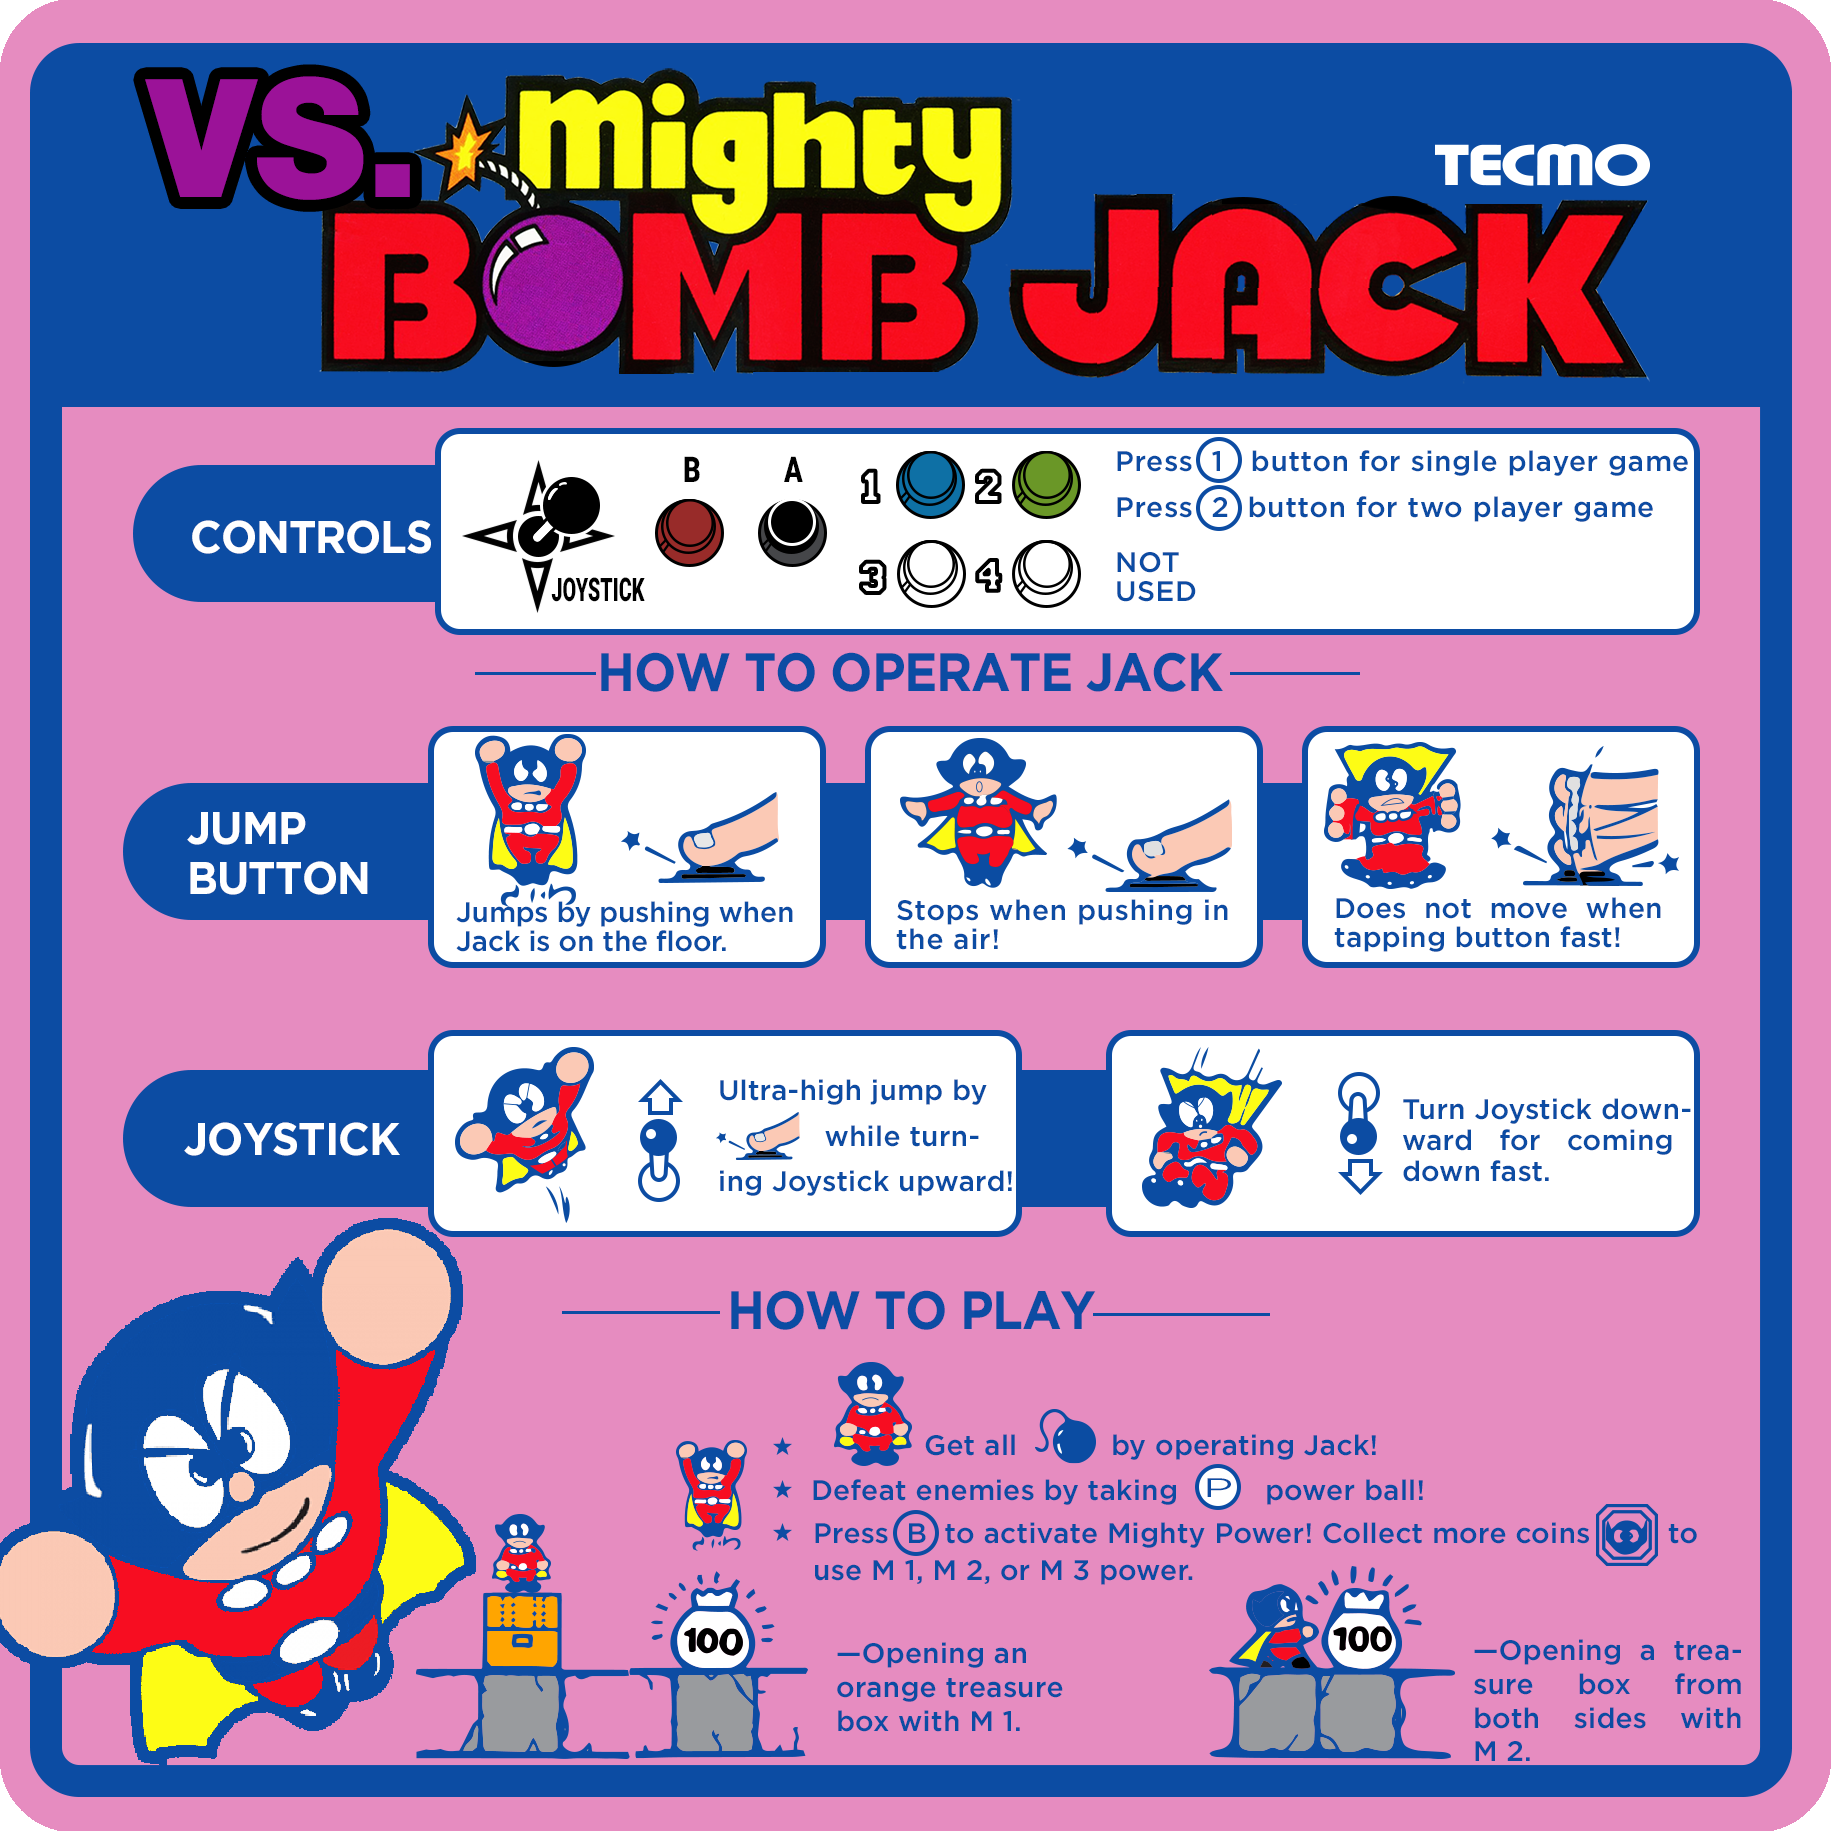 VS. Mighty
BOMB JACK
TECMO
CONTROLS
JOYSTICK
B
A
1
2
3
4
Press 1 button for single player game
Press 2 button for two player game
NOT
USED
HOW TO OPERATE JACK
JUMP
BUTTON
Jumps by pushing when
Jack is on the floor.
Stops when pushing in
the air!
Does not move when
tapping button fast!
JOYSTICK
Ultra-high jump by
while turn-
ing Joystick upward!
Turn Joystick down-
ward for coming
down fast.
HOW TO PLAY
★ Get all by operating Jack!
★ Defeat enemies by taking P power ball!
★ Press B to activate Mighty Power! Collect more coins to
use M 1, M 2, or M 3 power.
100
—Opening an
orange treasure
box with M 1.
100
—Opening a trea-
sure box from
both sides with
M 2.